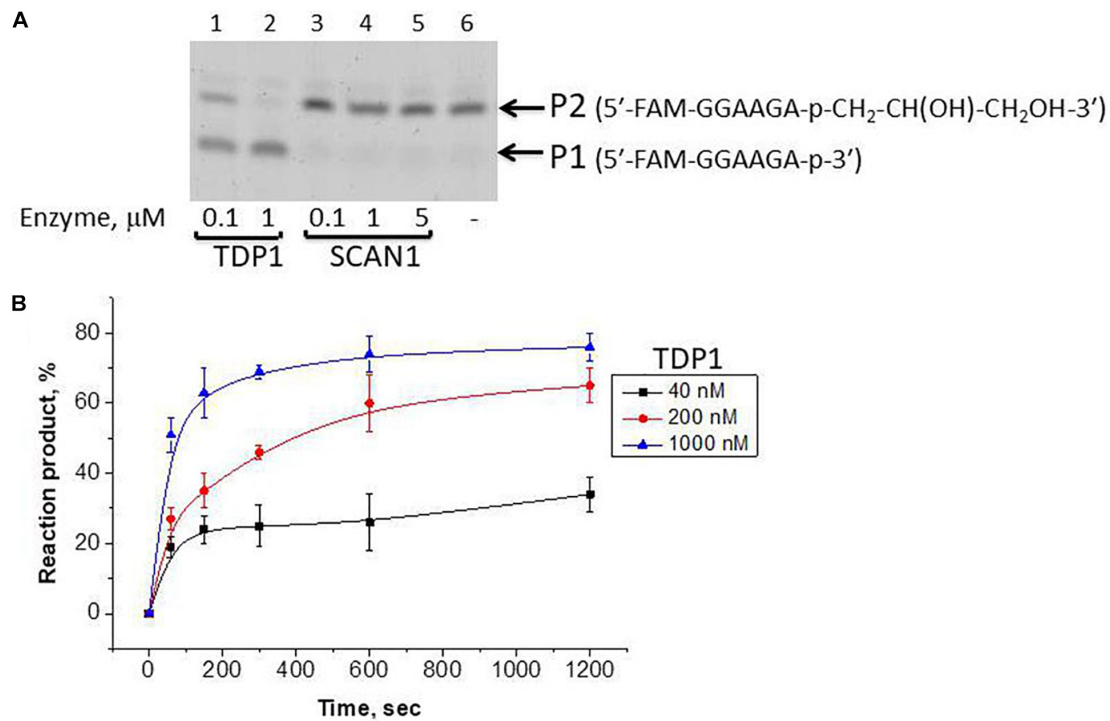 A
1 2 3 4 5 6
P2 (5′-FAM-GGAAGA-p-CH₂-CH(OH)-CH₂OH-3′)
P1 (5′-FAM-GGAAGA-p-3′)
Enzyme, μM 0.1 1 0.1 1 5 -
TDP1 SCAN1
B
80
60
40
20
0
Reaction product, %
0 200 400 600 800 1000 1200
Time, sec
TDP1
40 nM
200 nM
1000 nM